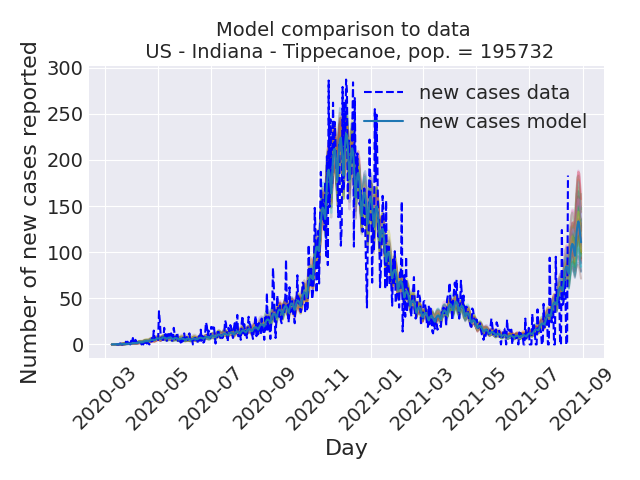 Model comparison to data
US - Indiana - Tippecanoe, pop. = 195732
Number of new cases reported
300
250
200
150
100
50
0
new cases data
new cases model
2020-03
2020-05
2020-07
2020-09
2020-11
2021-01
2021-03
2021-05
2021-07
2021-09
Day